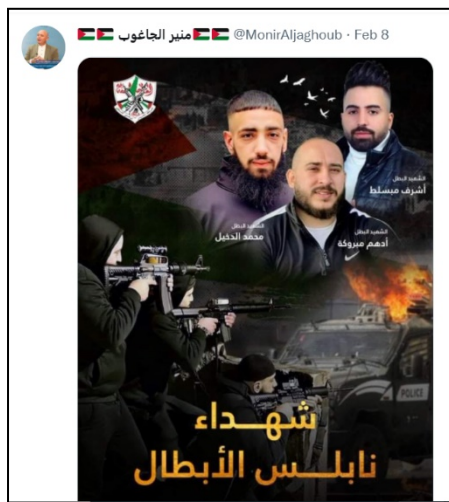 🇵🇸🇵🇸 منير الجاغوب 🇵🇸🇵🇸 @MonirAljaghoub · Feb 8
الشهيد البطل
أشرف مبسلط
الشهيد البطل
أدهم مبروكة
الشهيد البطل
محمد الدخيل
POLICE
شهداء
نابلس الأبطال